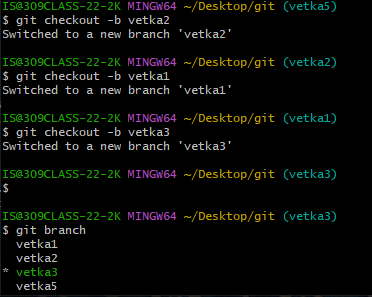 IS@309CLASS-22-2K MINGW64 ~/Desktop/git (vetka5)
$ git checkout -b vetka2
Switched to a new branch 'vetka2'
IS@309CLASS-22-2K MINGW64 ~/Desktop/git (vetka2)
$ git checkout -b vetka1
Switched to a new branch 'vetka1'
IS@309CLASS-22-2K MINGW64 ~/Desktop/git (vetka1)
$ git checkout -b vetka3
Switched to a new branch 'vetka3'
IS@309CLASS-22-2K MINGW64 ~/Desktop/git (vetka3)
$
IS@309CLASS-22-2K MINGW64 ~/Desktop/git (vetka3)
$ git branch
vetka1
vetka2
* vetka3
vetka5